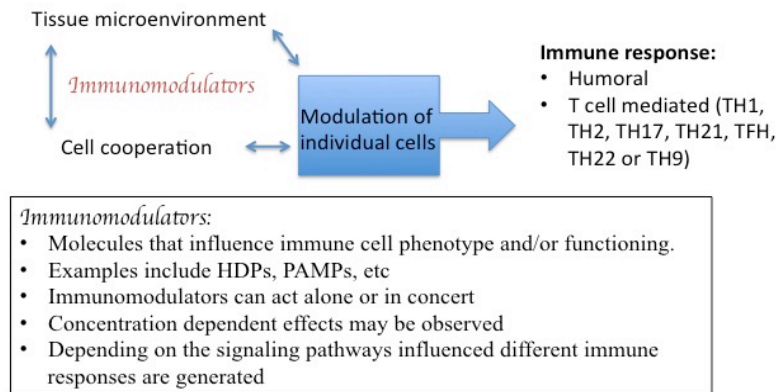 Tissue microenvironment
Immunomodulators
Cell cooperation
Modulation of
individual cells
Immune response:
• Humoral
• T cell mediated (TH1,
TH2, TH17, TH21, TFH,
TH22 or TH9)
Immunomodulators:
• Molecules that influence immune cell phenotype and/or functioning.
• Examples include HDPs, PAMPs, etc
• Immunomodulators can act alone or in concert
• Concentration dependent effects may be observed
• Depending on the signaling pathways influenced different immune
responses are generated